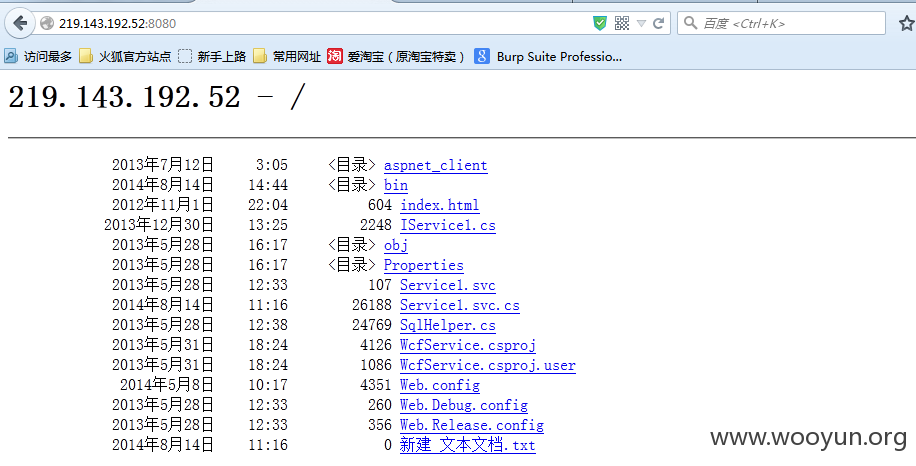 219.143.192.52:8080
百度 <Ctrl+K>
访问最多 火狐官方站点 新手上路 常用网址 淘 爱淘宝（原淘宝特卖） 8 Burp Suite Professio...
219.143.192.52 - /
2013年7月12日 3:05 <目录> aspnet_client
2014年8月14日 14:44 <目录> bin
2012年11月1日 22:04 604 index.html
2013年12月30日 13:25 2248 IService1.cs
2013年5月28日 16:17 <目录> obj
2013年5月28日 16:17 <目录> Properties
2013年5月28日 12:33 107 Service1.svc
2014年8月14日 11:16 26188 Service1.svc.cs
2013年5月28日 12:38 24769 SqlHelper.cs
2013年5月31日 18:24 4126 WcfService.csproj
2013年5月31日 18:24 1086 WcfService.csproj.user
2014年5月8日 10:17 4351 Web.config
2013年5月28日 12:33 260 Web.Debug.config
2013年5月28日 12:33 356 Web.Release.config
2014年8月14日 11:16 0 新建 文本文档.txt
www.wooyun.org